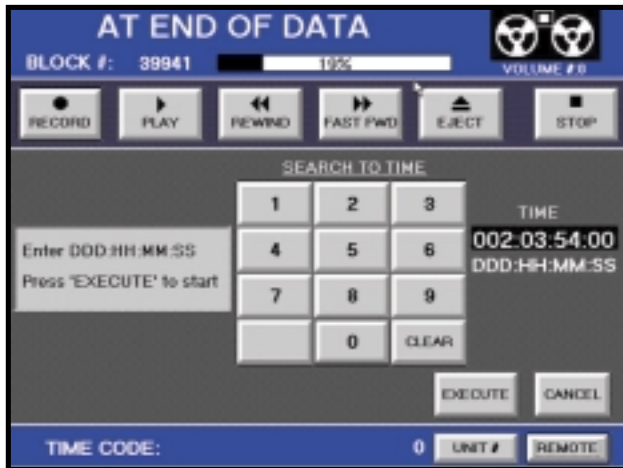 AT END OF DATA
BLOCK #: 39941 19%
VOLUME #0
RECORD PLAY REWIND FAST FWD EJECT STOP
SEARCH TO TIME
1 2 3
TIME
Enter DDD:HH:MM:SS
Press "EXECUTE" to start
4 5 6
002:03:54:00
DDD:HH:MM:SS
7 8 9
0 CLEAR
EXECUTE CANCEL
TIME CODE: 0 UNIT # REMOTE